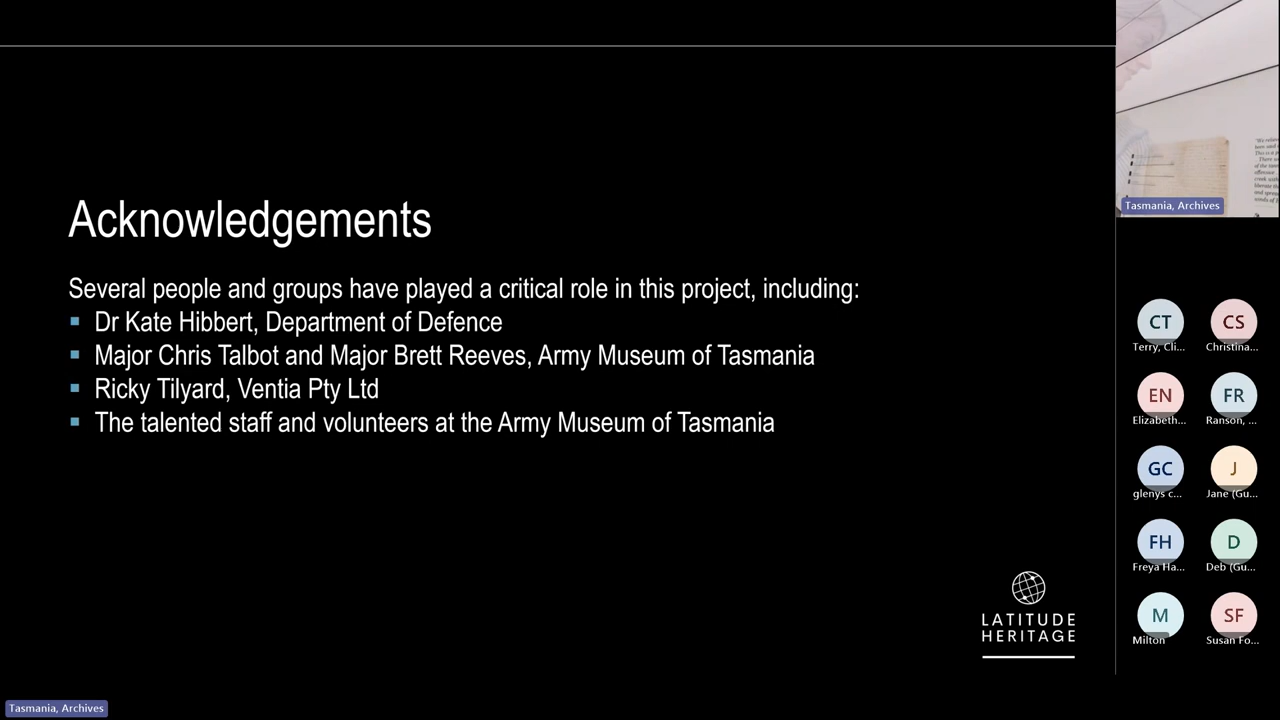 Acknowledgements
Several people and groups have played a critical role in this project, including:
Dr Kate Hibbert, Department of Defence
Major Chris Talbot and Major Brett Reeves, Army Museum of Tasmania
Ricky Tilyard, Ventia Pty Ltd
The talented staff and volunteers at the Army Museum of Tasmania
LATITUDE
HERITAGE
Tasmania, Archives
Tasmania, Archives
CT CS
Terry, Cli... Christina...
EN FR
Elizabeth... Ranson, ...
GC J
glenys c... Jane (Gu...
FH D
Freya Ha... Deb (Gu...
M SF
Milton Susan Fo...